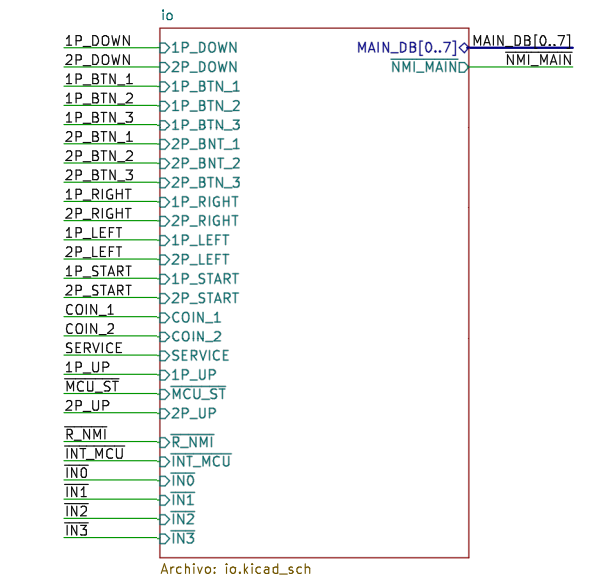 io
1P_DOWN 1P_DOWN MAIN_DB[0..7] MAIN_DB[0..7]
2P_DOWN 2P_DOWN NMI_MAIN NMI_MAIN
1P_BTN_1 1P_BTN_1
1P_BTN_2 1P_BTN_2
1P_BTN_3 1P_BTN_3
2P_BTN_1 2P_BNT_1
2P_BTN_2 2P_BNT_2
2P_BTN_3 2P_BTN_3
1P_RIGHT 1P_RIGHT
2P_RIGHT 2P_RIGHT
1P_LEFT 1P_LEFT
2P_LEFT 2P_LEFT
1P_START 1P_START
2P_START 2P_START
COIN_1 COIN_1
COIN_2 COIN_2
SERVICE SERVICE
1P_UP 1P_UP
MCU_ST MCU_ST
2P_UP 2P_UP
R_NMI R_NMI
INT_MCU INT_MCU
IN0 IN0
IN1 IN1
IN2 IN2
IN3 IN3
Archivo: io.kicad_sch